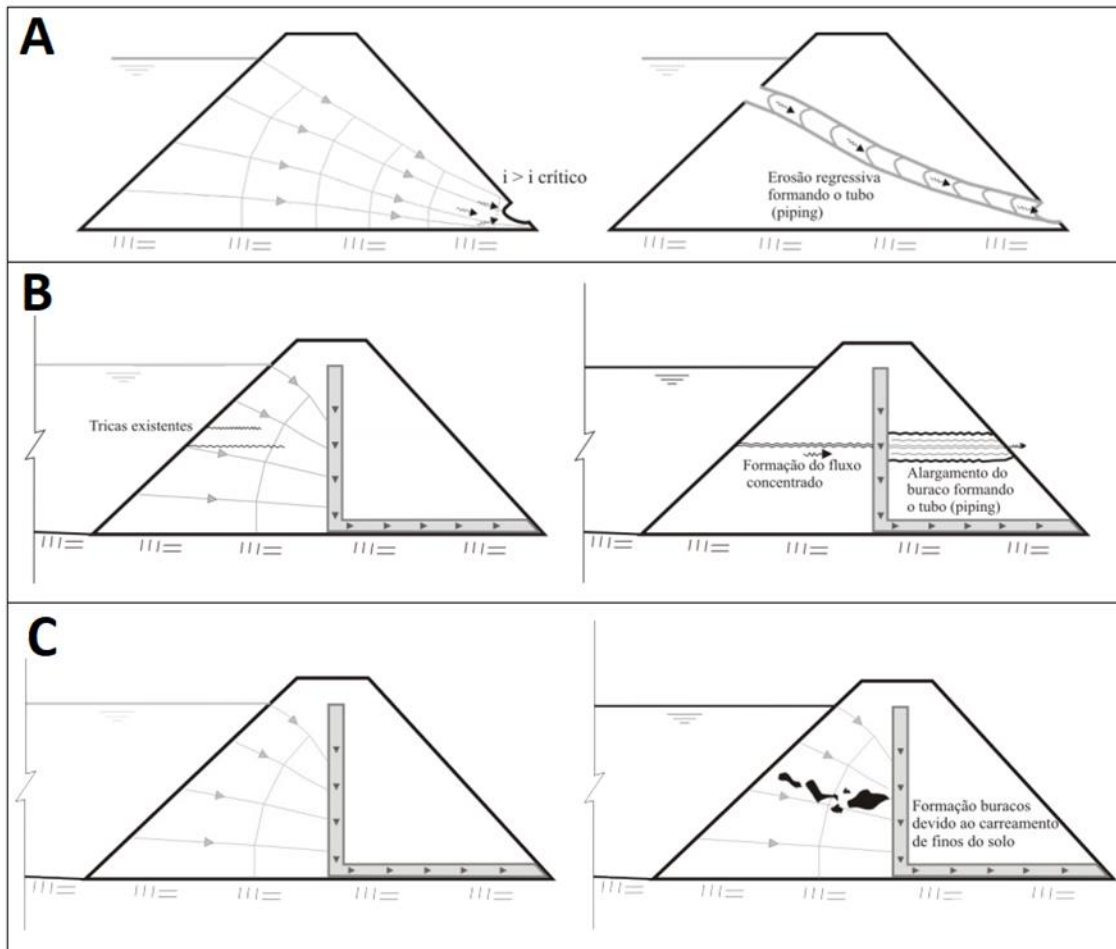 A
i > i crítico
Erosão regressiva
formando o tubo
(piping)
B
Tricas existentes
Formação do fluxo
concentrado
Alargamento do
buraco formando
o tubo (piping)
C
Formação buracos
devído ao carreamento
de finos do solo